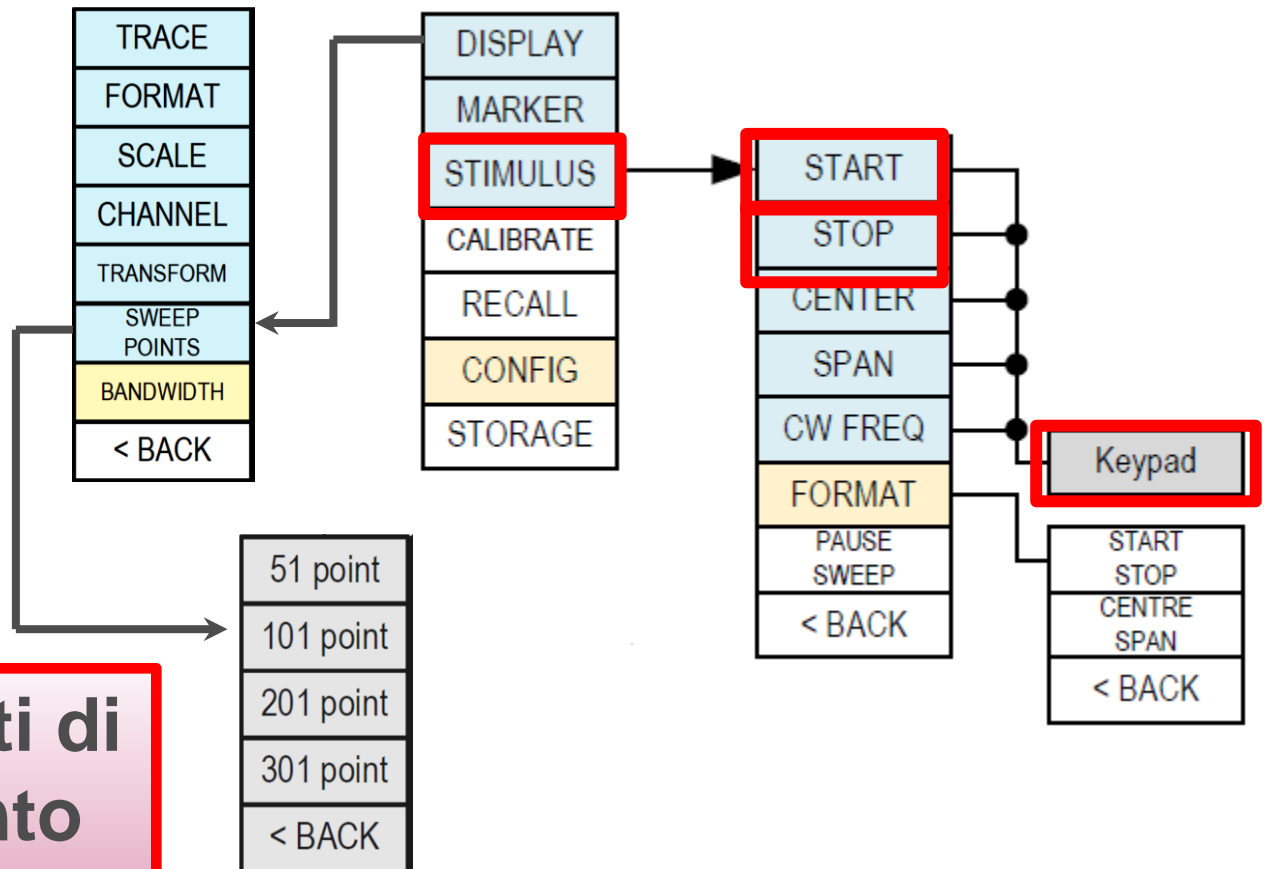 TRACE
FORMAT
SCALE
CHANNEL
TRANSFORM
SWEEP
POINTS
BANDWIDTH
< BACK
DISPLAY
MARKER
STIMULUS
CALIBRATE
RECALL
CONFIG
STORAGE
START
STOP
CENTER
SPAN
CW FREQ
FORMAT
PAUSE
SWEEP
< BACK
Keypad
START
STOP
CENTRE
SPAN
< BACK
51 point
101 point
201 point
301 point
< BACK
ti di
nto